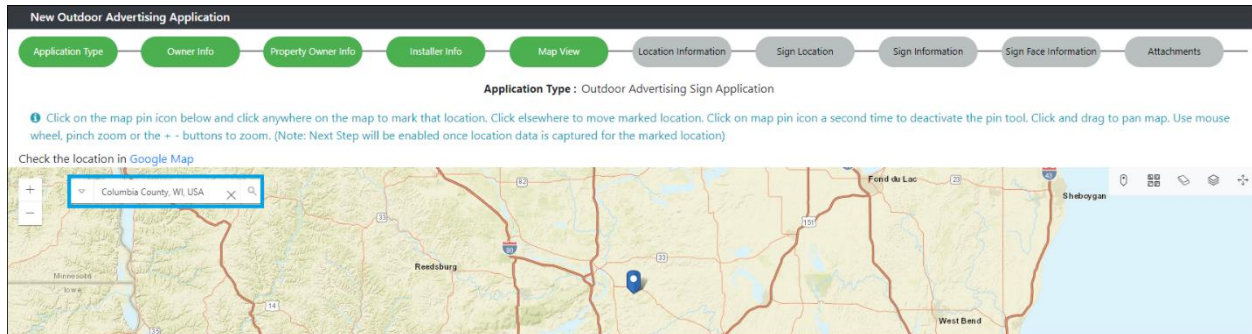 New Outdoor Advertising Application
Application Type
Owner Info
Property Owner Info
Installer Info
Map View
Location Information
Sign Location
Sign Information
Sign Face Information
Attachments
Application Type : Outdoor Advertising Sign Application
Click on the map pin icon below and click anywhere on the map to mark that location. Click elsewhere to move marked location. Click on map pin icon a second time to deactivate the pin tool. Click and drag to pan map. Use mouse
wheel, pinch zoom or the + - buttons to zoom. (Note: Next Step will be enabled once location data is captured for the marked location)
Check the location in Google Map
+
−
Columbia County, WI, USA
82
Fond du Lac
23
43
Sheboygan
33
151
90
Reedsburg
33
Minnesota
Iowa
14
West Bend
35